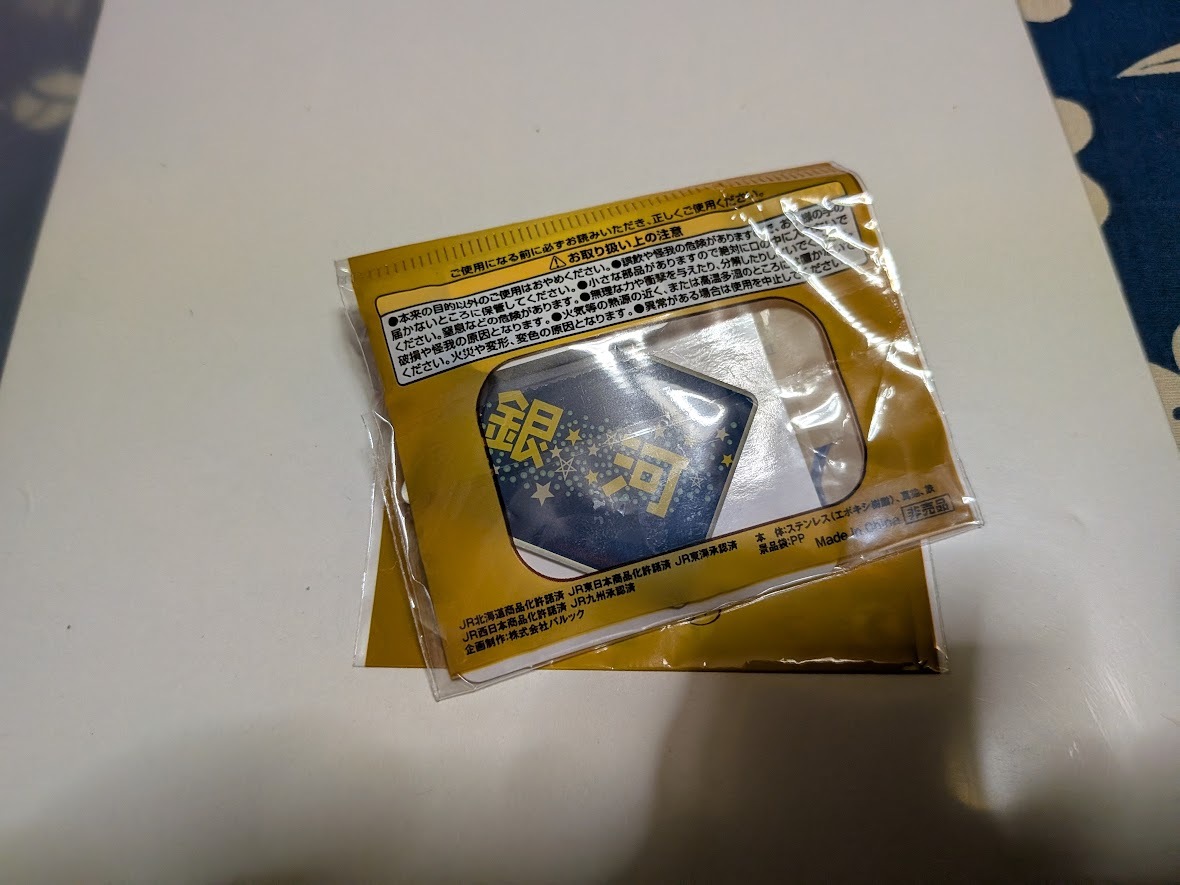 ご使用になる前に必ずお読みいただき、正しくご使用ください。
⚠お取り扱い上の注意
●本来の目的以外のご使用はおやめください。●誤飲や怪我の危険があります
届かないところに保管してください。●小さな部品がありますので絶対に口の中に
ください。窒息などの危険があります。●無理な力や衝撃を与えたり、分解したりしないでください。
破損や怪我の原因となります。●火気等の熱源の近く、または高温多湿のところに
ください。火災や変形、変色の原因となります。●異常がある場合は使用を中止して
銀
河
本 体:ステンレス(エポキシ樹脂)、真鍮、鉄
景品袋:PP Made in China 非売品
JR北海道商品化許諾済 JR東日本商品化許諾済 JR東海承認済
JR西日本商品化許諾済 JR九州承認済
企画制作:株式会社バルック